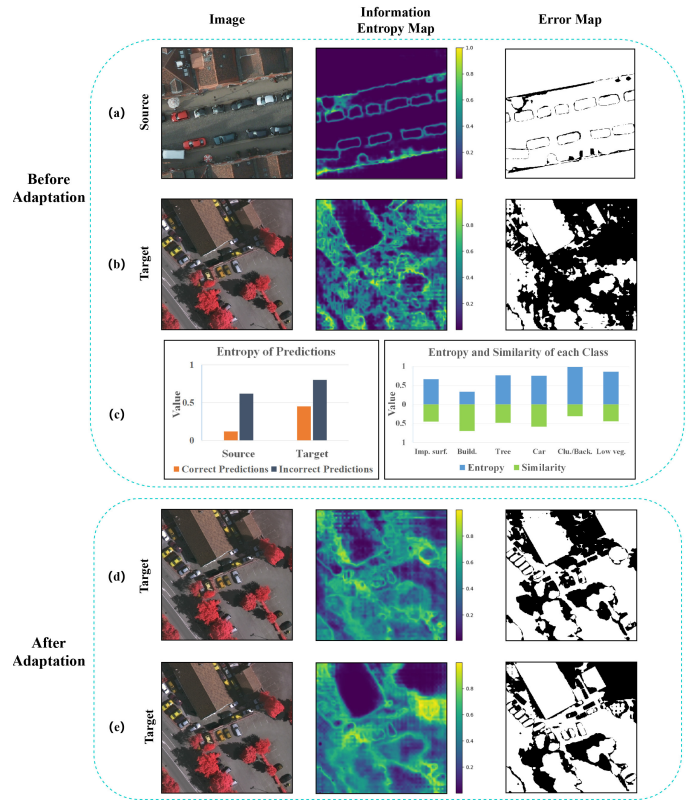 Image
Information
Entropy Map
Error Map
Before
Adaptation
(a)
Source
1.0
0.8
0.6
0.4
0.2
(b)
Target
0.8
0.6
0.4
0.2
(c)
Entropy of Predictions
1
0.5
0
Value
Source
Target
Correct Predictions
Incorrect Predictions
Entropy and Similarity of each Class
1
0.5
0
0.5
1
Value
Imp. surf.
Build.
Tree
Car
Clu./Back.
Low veg.
Entropy
Similarity
After
Adaptation
(d)
Target
0.8
0.6
0.4
0.2
(e)
Target
0.8
0.6
0.4
0.2